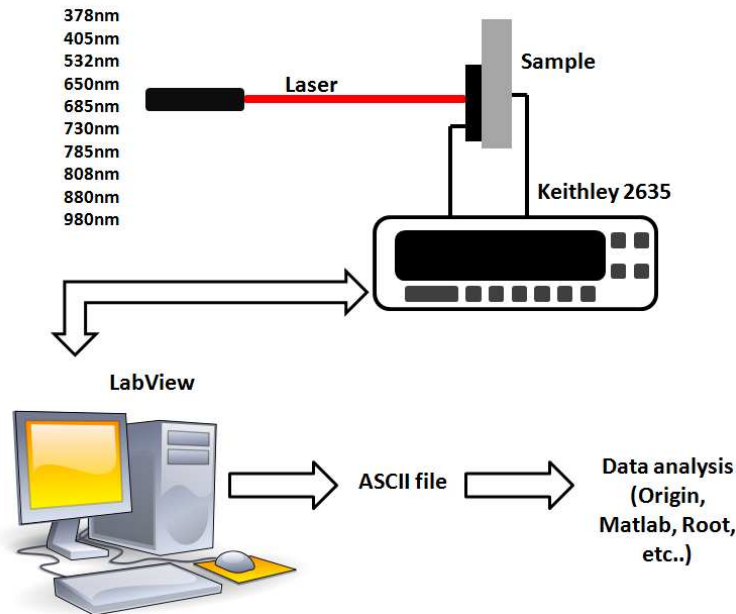 378nm
405nm
532nm
650nm
685nm
730nm
785nm
808nm
880nm
980nm
Laser
Sample
Keithley 2635
LabView
ASCII file
Data analysis
(Origin,
Matlab, Root,
etc..)